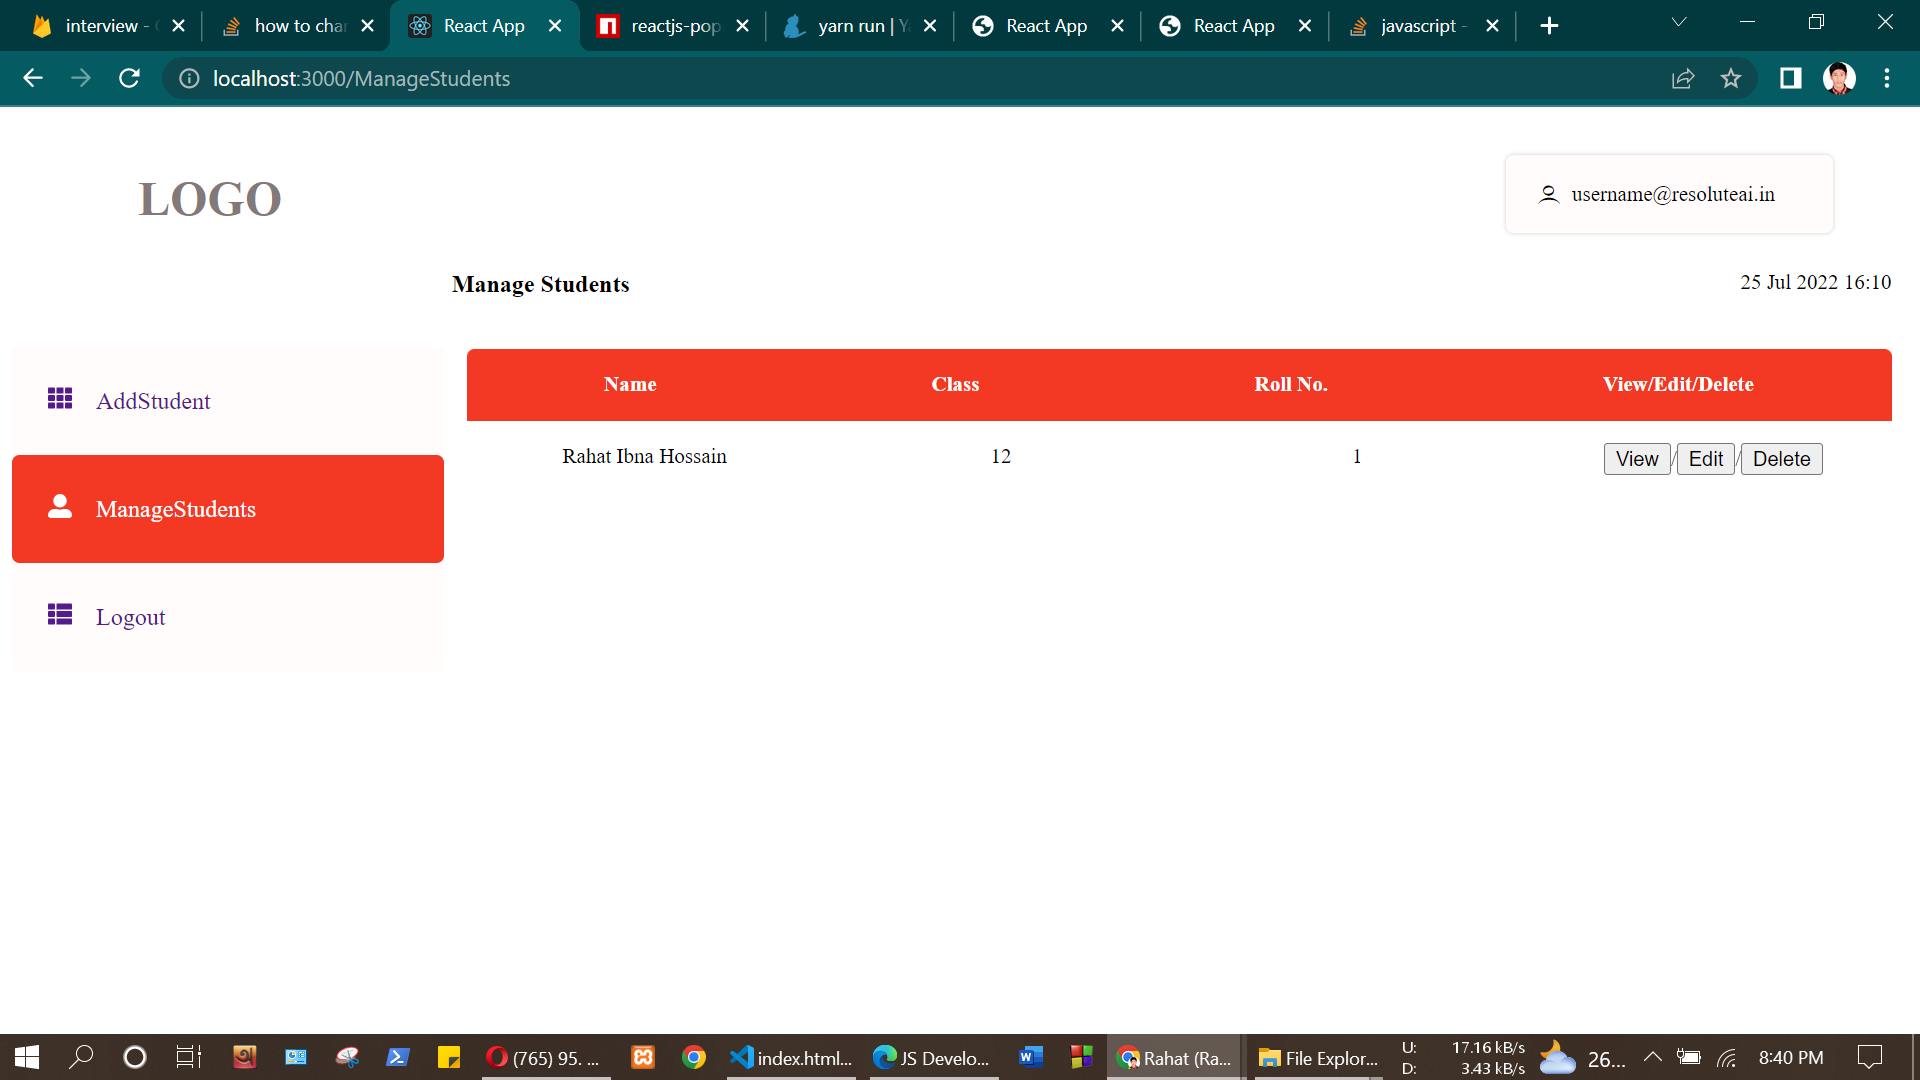 interview -
how to char
React App
reactjs-pop
yarn run | Y
React App
React App
javascript -
localhost:3000/ManageStudents
LOGO
username@resoluteai.in
Manage Students
25 Jul 2022 16:10
Name Class Roll No. View/Edit/Delete
Rahat Ibna Hossain 12 1 View/Edit/Delete
AddStudent
ManageStudents
Logout
(765) 95. ...
index.html...
JS Develo...
Rahat (Ra...
File Explor...
U: 17.16 kB/s
D: 3.43 kB/s
26...
8:40 PM